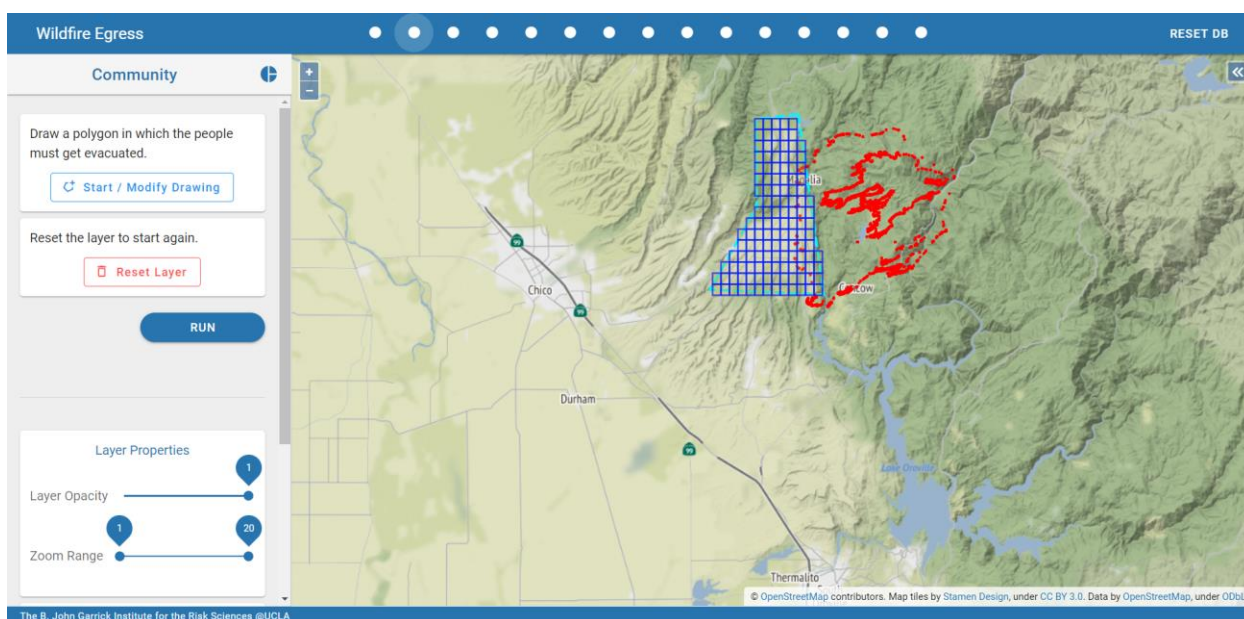 Wildfire Egress
RESET DB
Community
+
−
Draw a polygon in which the people
must get evacuated.
Start / Modify Drawing
Reset the layer to start again.
Reset Layer
RUN
Layer Properties
1
Layer Opacity
1
20
Zoom Range
99
Chico
99
Durham
99
Lake Oroville
Thermalito
© OpenStreetMap contributors. Map tiles by Stamen Design, under CC BY 3.0. Data by OpenStreetMap, under ODbL
The B. John Garrick Institute for the Risk Sciences @UCLA